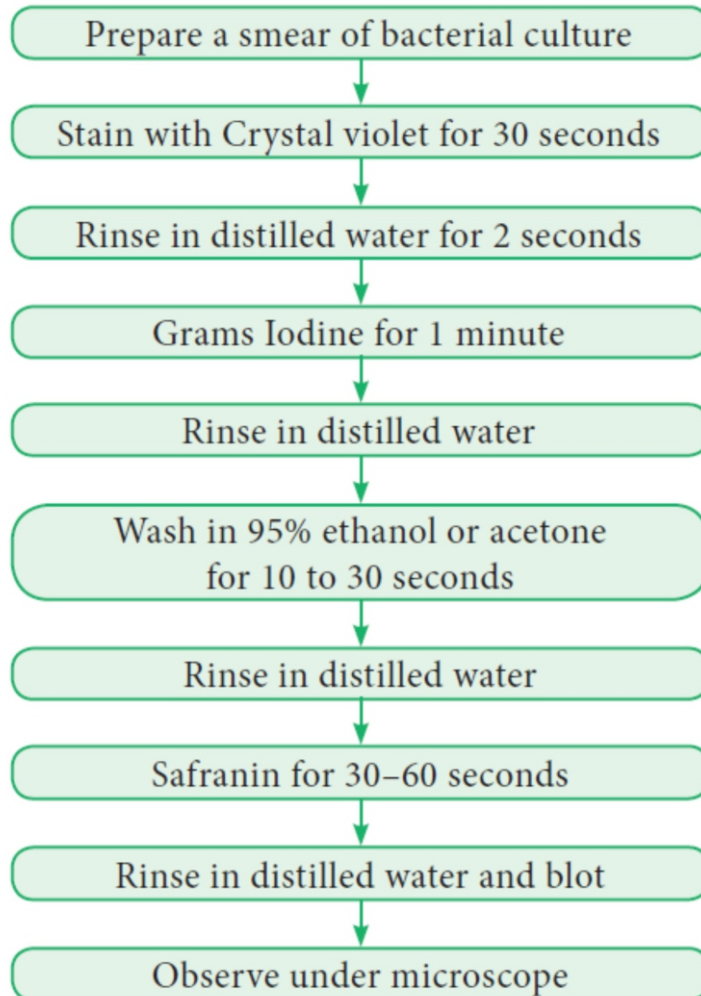 Prepare a smear of bacterial culture
Stain with Crystal violet for 30 seconds
Rinse in distilled water for 2 seconds
Grams Iodine for 1 minute
Rinse in distilled water
Wash in 95% ethanol or acetone
for 10 to 30 seconds
Rinse in distilled water
Safranin for 30–60 seconds
Rinse in distilled water and blot
Observe under microscope